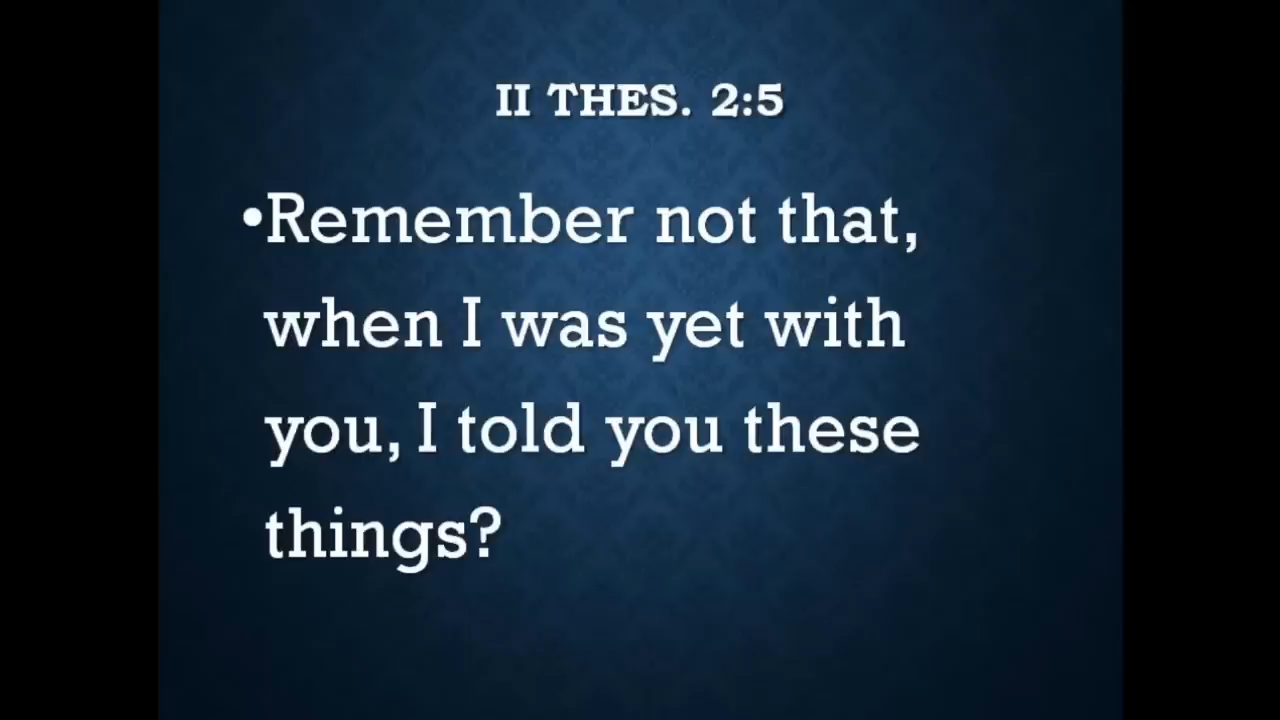 II THES. 2:5
•Remember not that,
when I was yet with
you, I told you these
things?